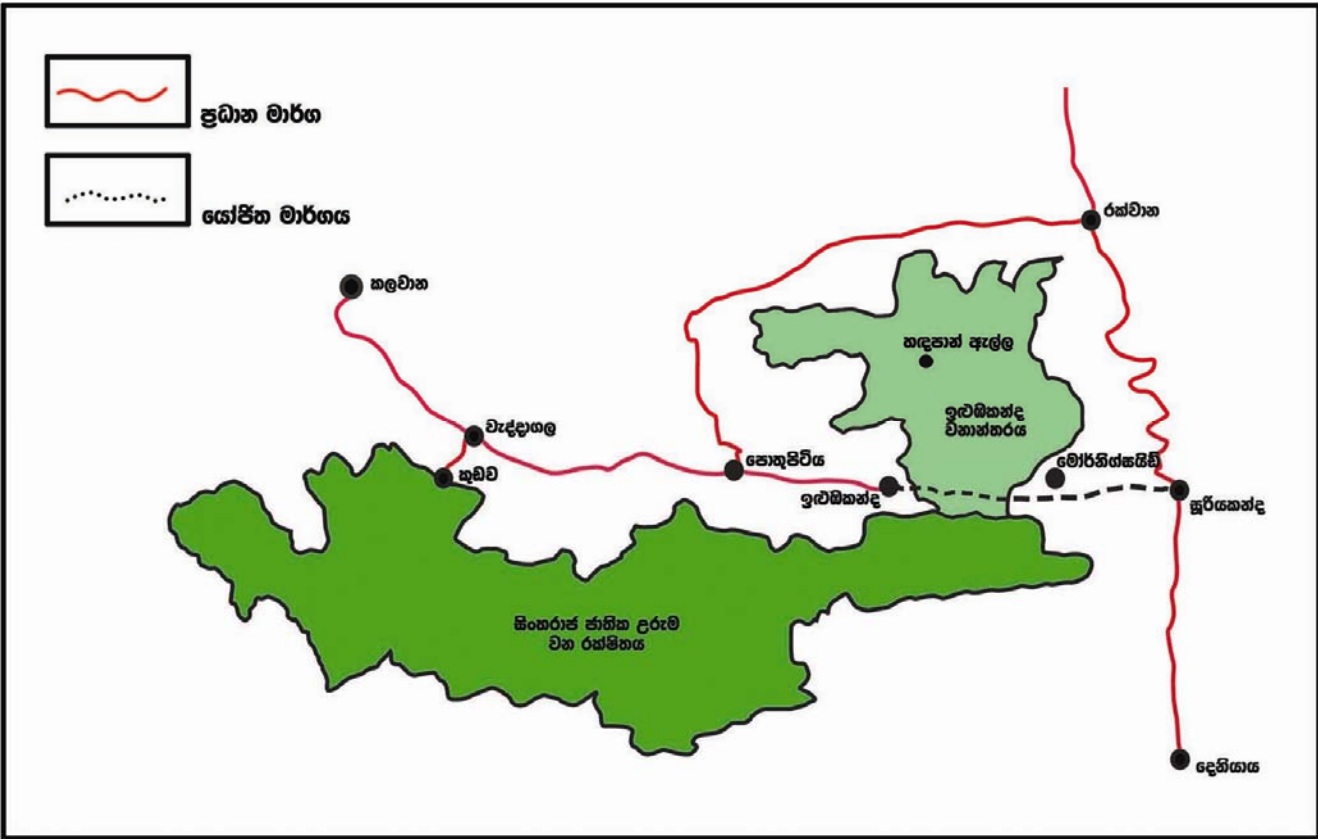 ප්‍රධාන මාර්ග
යෝජිත මාර්ගය
රක්වාන
කලවාන
හඳපාන් ඇල්ල
ඉළුඹකන්ද
වනාන්තරය
වැද්දාගල
කුඩව
පොතුපිටිය
මෝර්නිග්සයිඩ්
ඉළුඹකන්ද
සූරියකන්ද
සිංහරාජ ජාතික උරුම
වන රක්ෂිතය
දෙනියාය